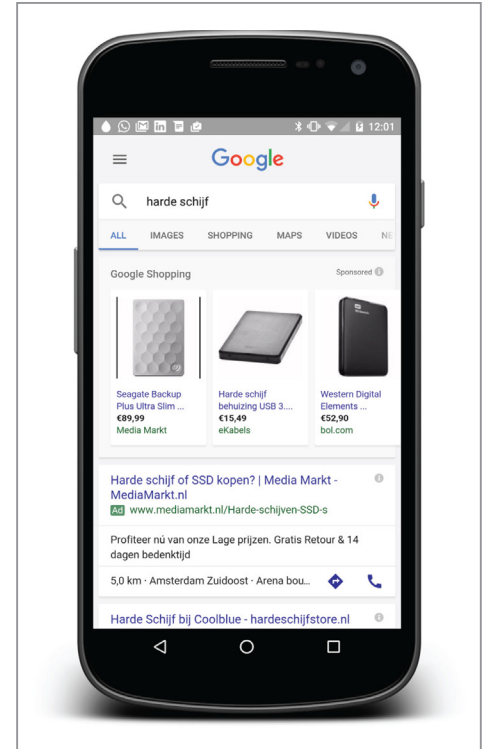 12:01
Google
harde schijf
ALL IMAGES SHOPPING MAPS VIDEOS NE
Google Shopping Sponsored
Seagate Backup
Plus Ultra Slim ...
€89,99
Media Markt
Harde schijf
behuizing USB 3....
€15,49
eKabels
Western Digital
Elements ...
€52,90
bol.com
Harde schijf of SSD kopen? | Media Markt -
MediaMarkt.nl
Ad www.mediamarkt.nl/Harde-schijven-SSD-s
Profiteer nú van onze Lage prijzen. Gratis Retour & 14
dagen bedenktijd
5,0 km · Amsterdam Zuidoost · Arena bou...
Harde Schijf bij Coolblue - hardeschijfstore.nl